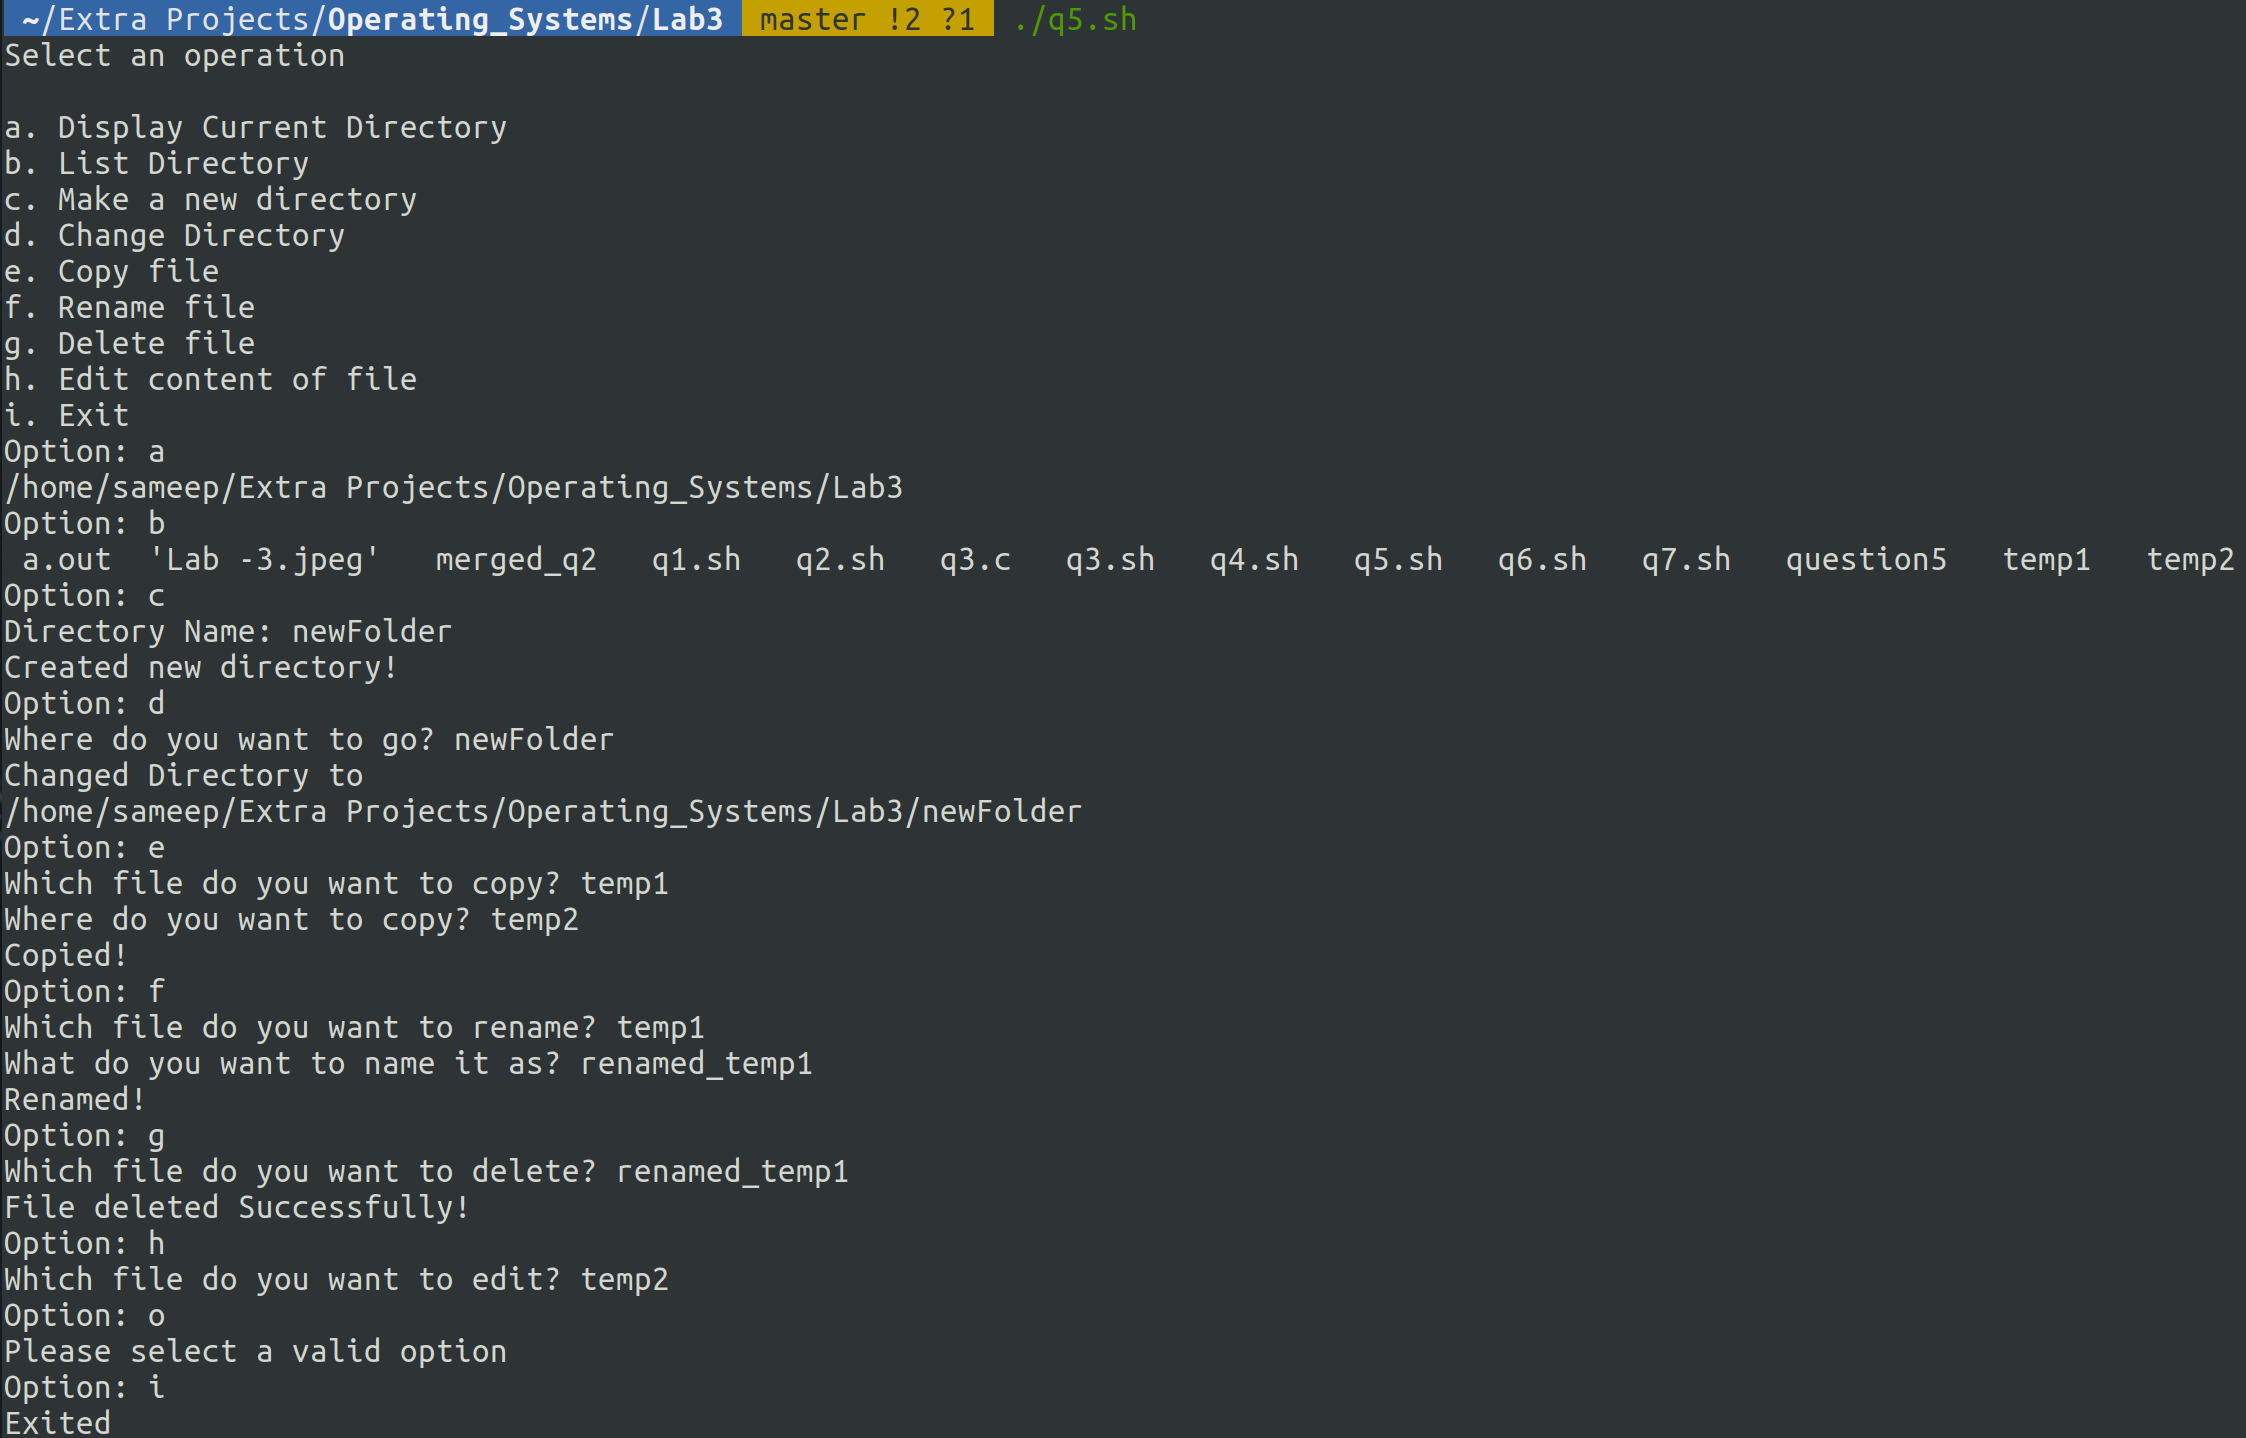 ~/Extra Projects/Operating_Systems/Lab3  master !2 ?1  ./q5.sh
Select an operation

a. Display Current Directory
b. List Directory
c. Make a new directory
d. Change Directory
e. Copy file
f. Rename file
g. Delete file
h. Edit content of file
i. Exit
Option: a
/home/sameep/Extra Projects/Operating_Systems/Lab3
Option: b
 a.out  'Lab -3.jpeg'   merged_q2   q1.sh   q2.sh   q3.c   q3.sh   q4.sh   q5.sh   q6.sh   q7.sh   question5   temp1   temp2
Option: c
Directory Name: newFolder
Created new directory!
Option: d
Where do you want to go? newFolder
Changed Directory to
/home/sameep/Extra Projects/Operating_Systems/Lab3/newFolder
Option: e
Which file do you want to copy? temp1
Where do you want to copy? temp2
Copied!
Option: f
Which file do you want to rename? temp1
What do you want to name it as? renamed_temp1
Renamed!
Option: g
Which file do you want to delete? renamed_temp1
File deleted Successfully!
Option: h
Which file do you want to edit? temp2
Option: o
Please select a valid option
Option: i
Exited